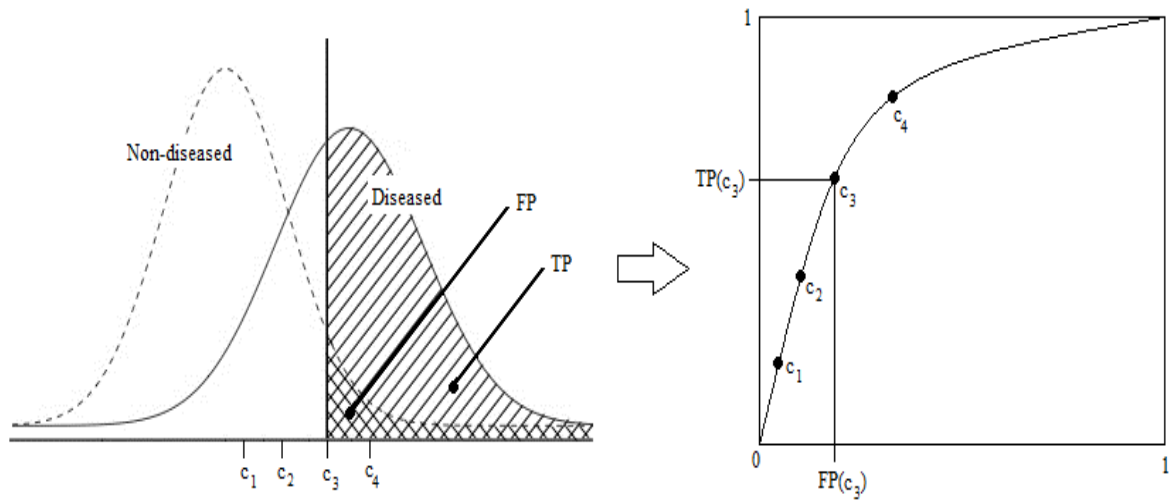 Non-diseased
Diseased
FP
TP
c1 c2 c3 c4
1
TP(c3)
c4
c3
c2
c1
0
FP(c3)
1